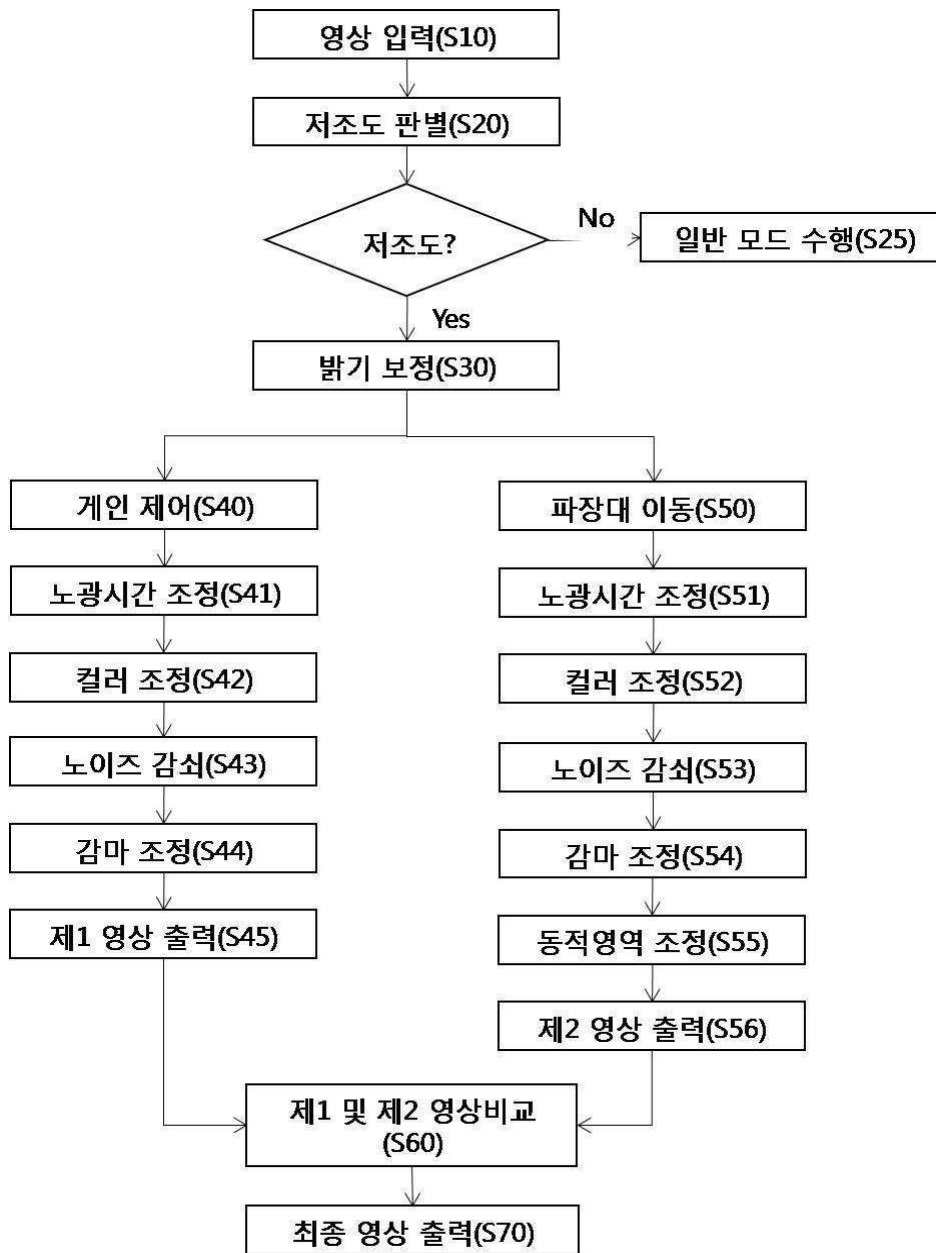 영상 입력(S10)
저조도 판별(S20)
저조도?
No
일반 모드 수행(S25)
Yes
밝기 보정(S30)
게인 제어(S40)
노광시간 조정(S41)
컬러 조정(S42)
노이즈 감쇠(S43)
감마 조정(S44)
제1 영상 출력(S45)
파장대 이동(S50)
노광시간 조정(S51)
컬러 조정(S52)
노이즈 감쇠(S53)
감마 조정(S54)
동적영역 조정(S55)
제2 영상 출력(S56)
제1 및 제2 영상비교
(S60)
최종 영상 출력(S70)